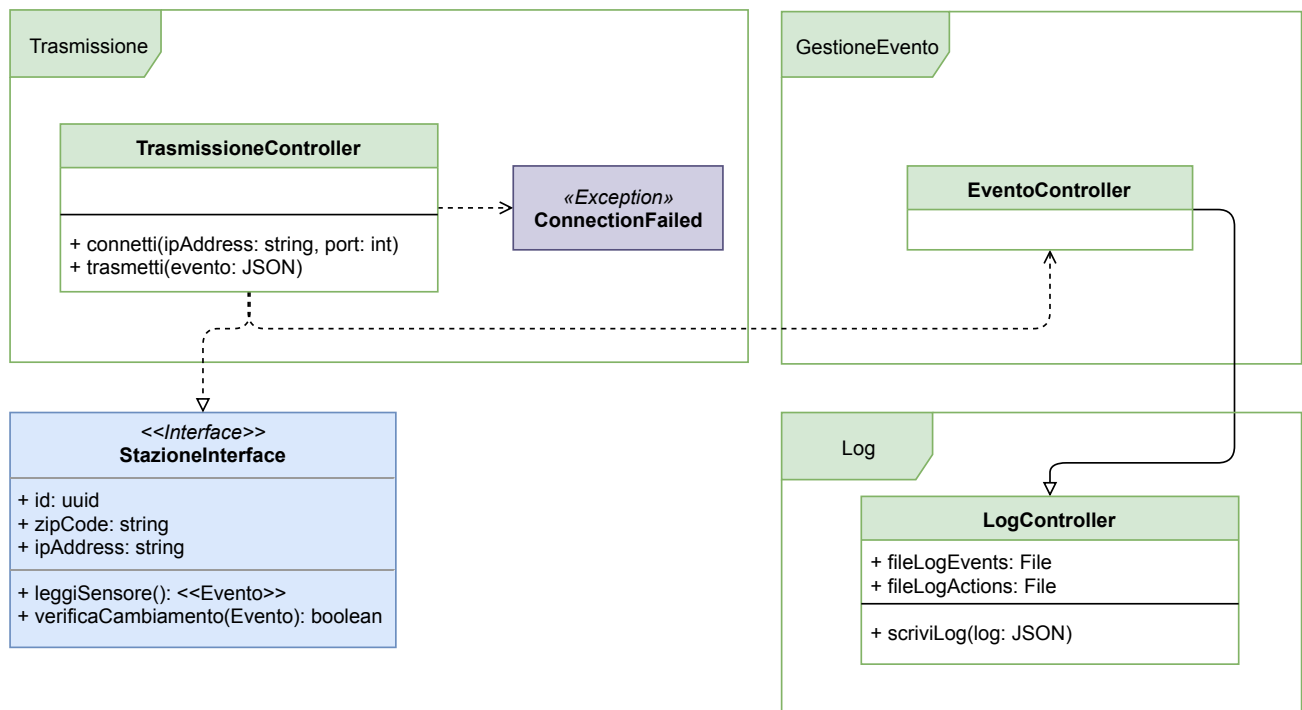 Trasmissione
TrasmissioneController
+ connetti(ipAddress: string, port: int)
+ trasmetti(evento: JSON)
«Exception»
ConnectionFailed
GestioneEvento
EventoController
<<Interface>>
StazioneInterface
+ id: uuid
+ zipCode: string
+ ipAddress: string
+ leggiSensore(): <<Evento>>
+ verificaCambiamento(Evento): boolean
Log
LogController
+ fileLogEvents: File
+ fileLogActions: File
+ scriviLog(log: JSON)